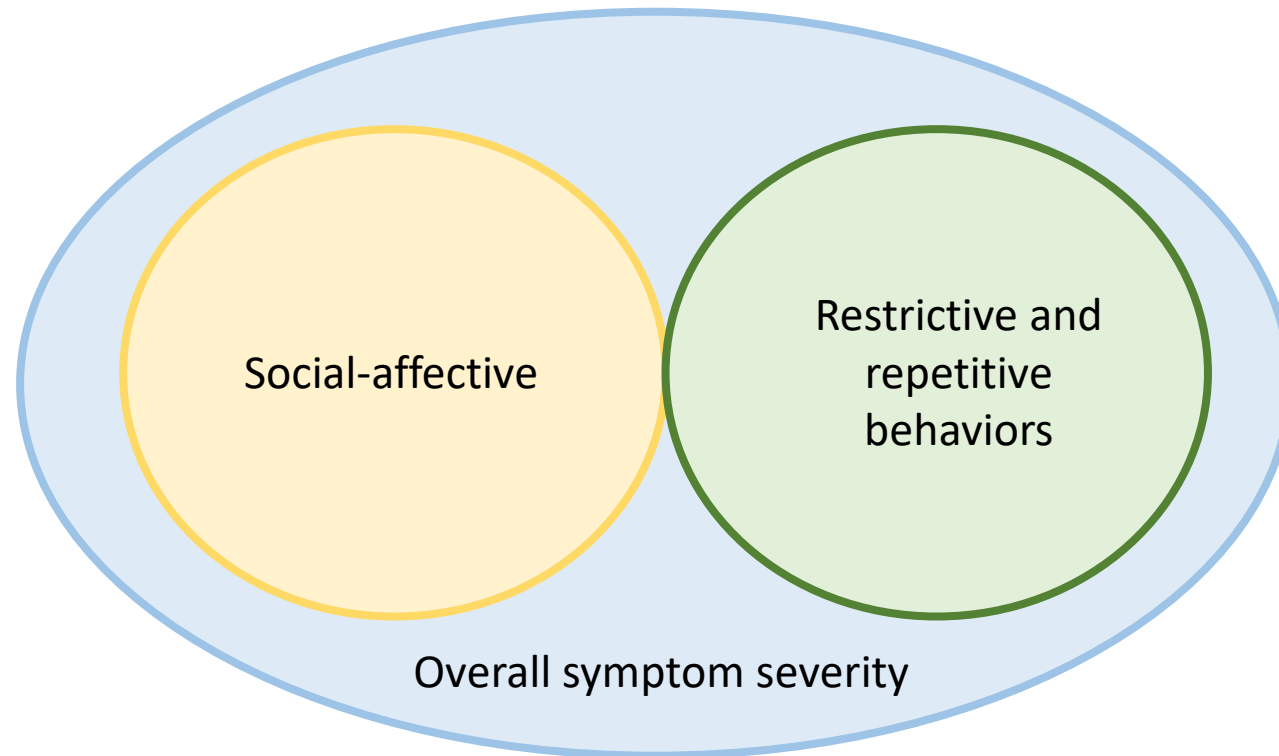 Social-affective
Restrictive and
repetitive
behaviors
Overall symptom severity